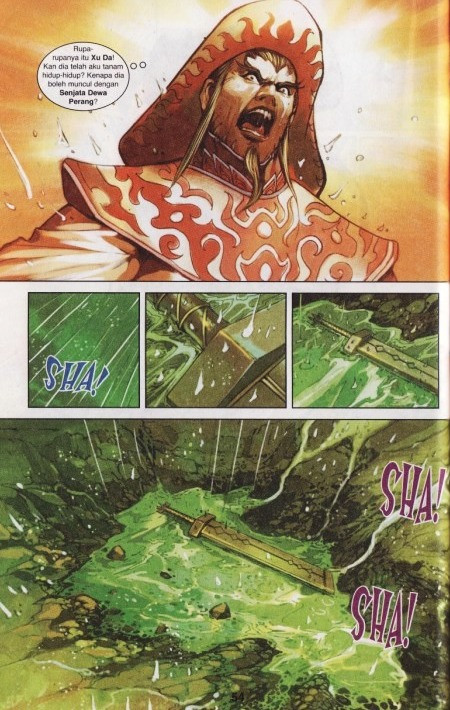 Rupa-
rupanya itu Xu Da!
Kan dia telah aku tanam
hidup-hidup? Kenapa dia
boleh muncul dengan
Senjata Dewa
Perang?
SHA!
SHA!
SHA!